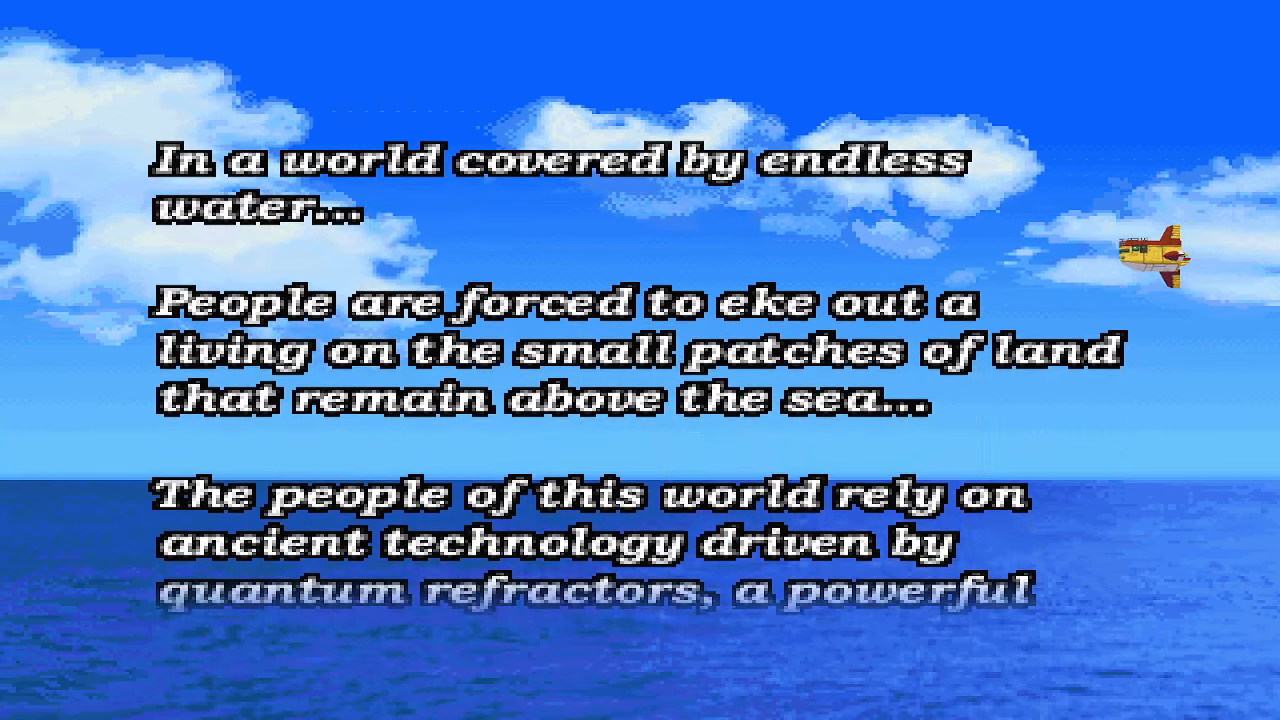 In a world covered by endless
water...
People are forced to eke out a
living on the small patches of land
that remain above the sea...
The people of this world rely on
ancient technology driven by
quantum refractors, a powerful